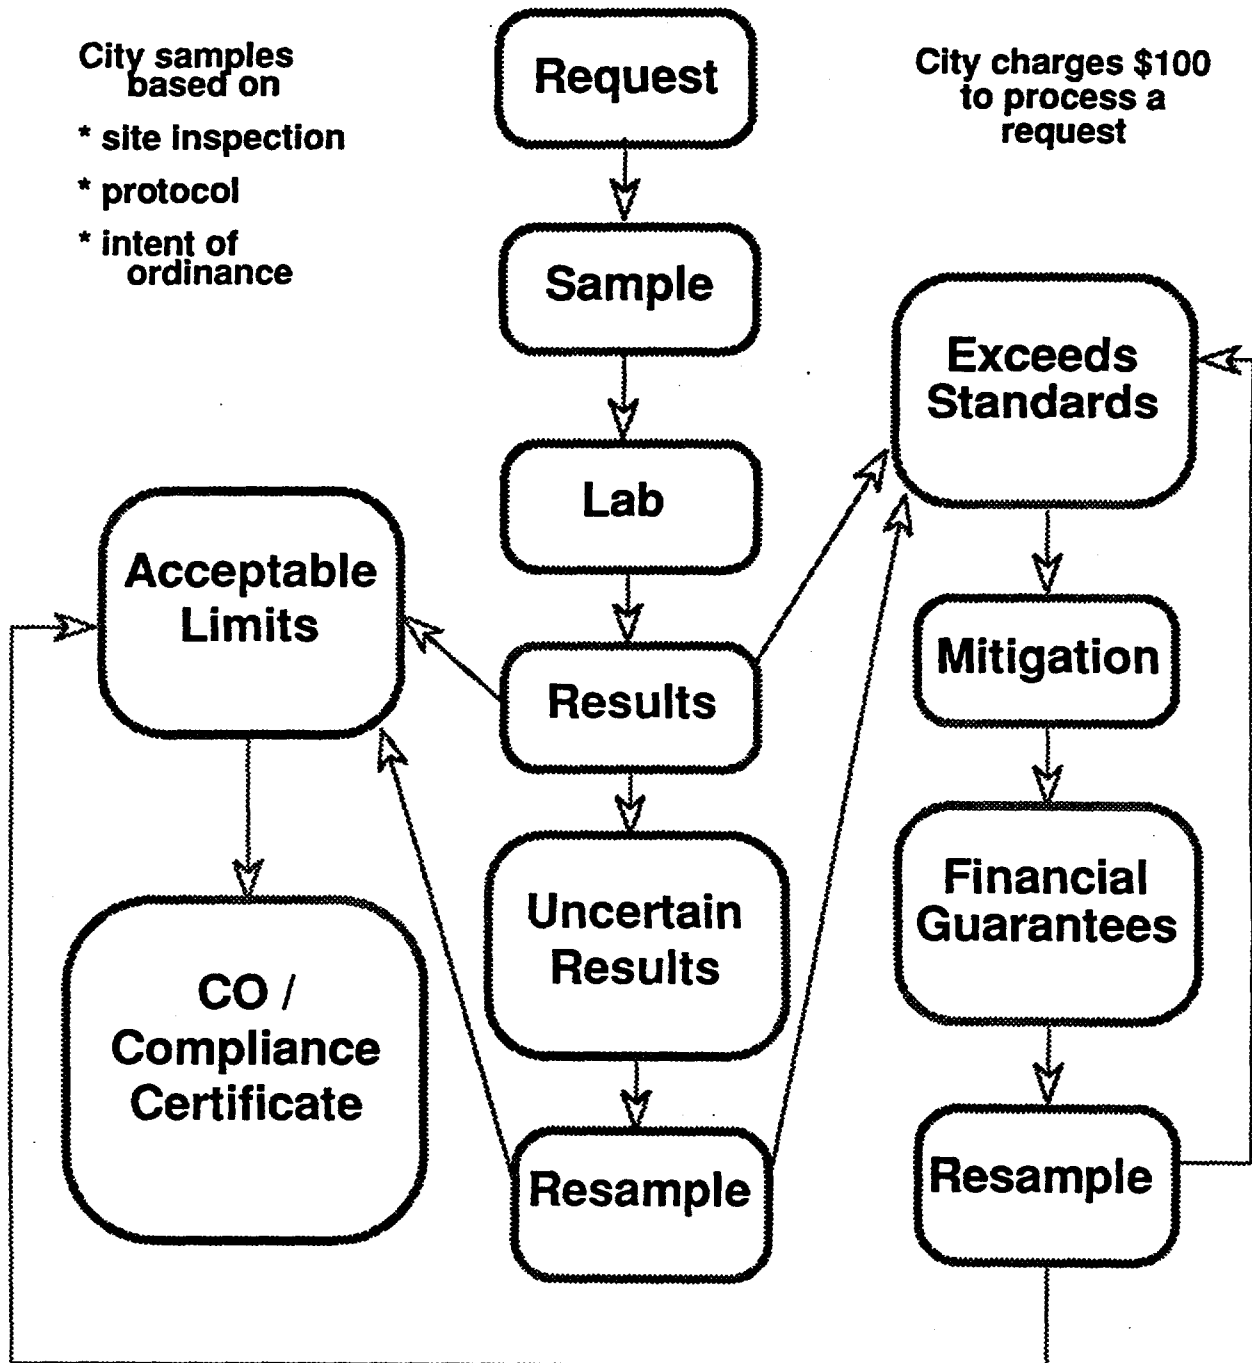 City samples
based on
* site inspection
* protocol
* intent of
ordinance
Request
City charges $100
to process a
request
Sample
Exceeds
Standards
Lab
Acceptable
Limits
Results
Mitigation
Uncertain
Results
Financial
Guarantees
CO /
Compliance
Certificate
Resample
Resample